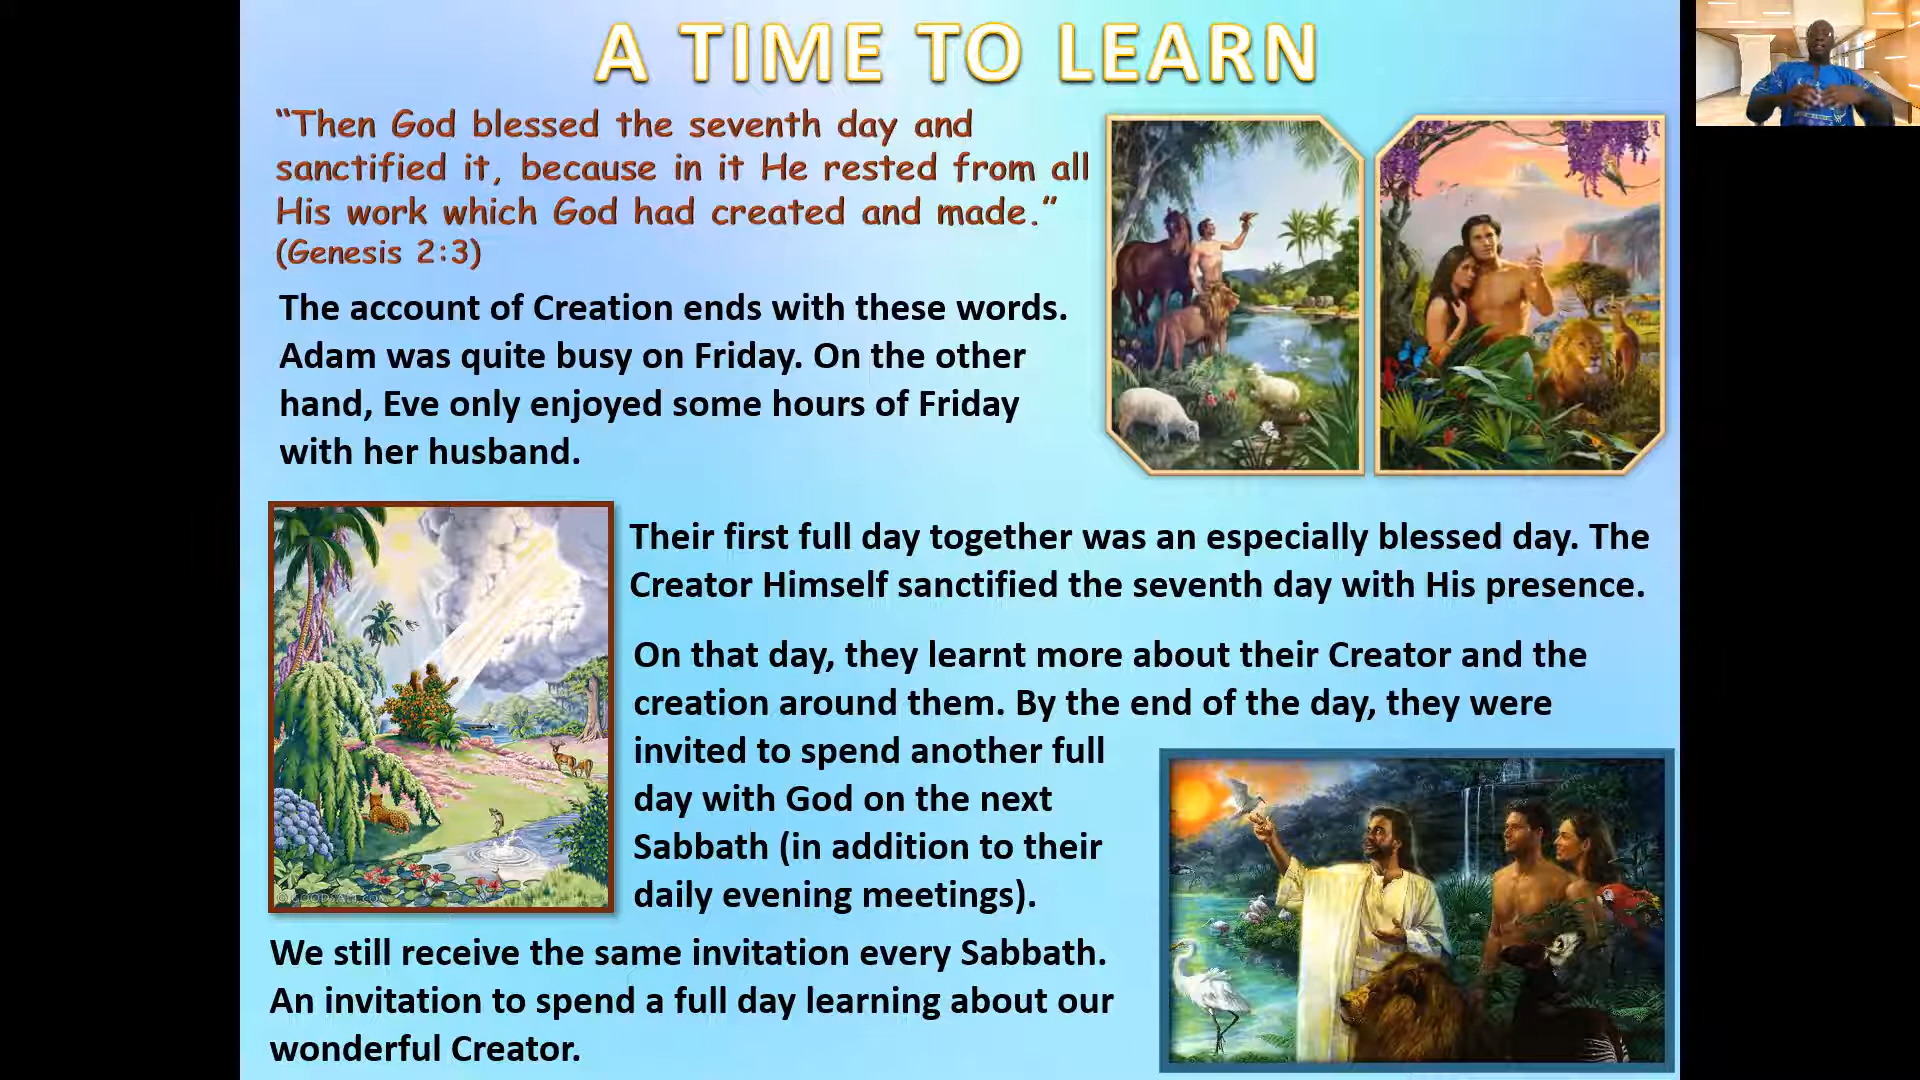 A TIME TO LEARN
“Then God blessed the seventh day and
sanctified it, because in it He rested from all
His work which God had created and made.”
(Genesis 2:3)
The account of Creation ends with these words.
Adam was quite busy on Friday. On the other
hand, Eve only enjoyed some hours of Friday
with her husband.
Their first full day together was an especially blessed day. The
Creator Himself sanctified the seventh day with His presence.
On that day, they learnt more about their Creator and the
creation around them. By the end of the day, they were
invited to spend another full
day with God on the next
Sabbath (in addition to their
daily evening meetings).
We still receive the same invitation every Sabbath.
An invitation to spend a full day learning about our
wonderful Creator.